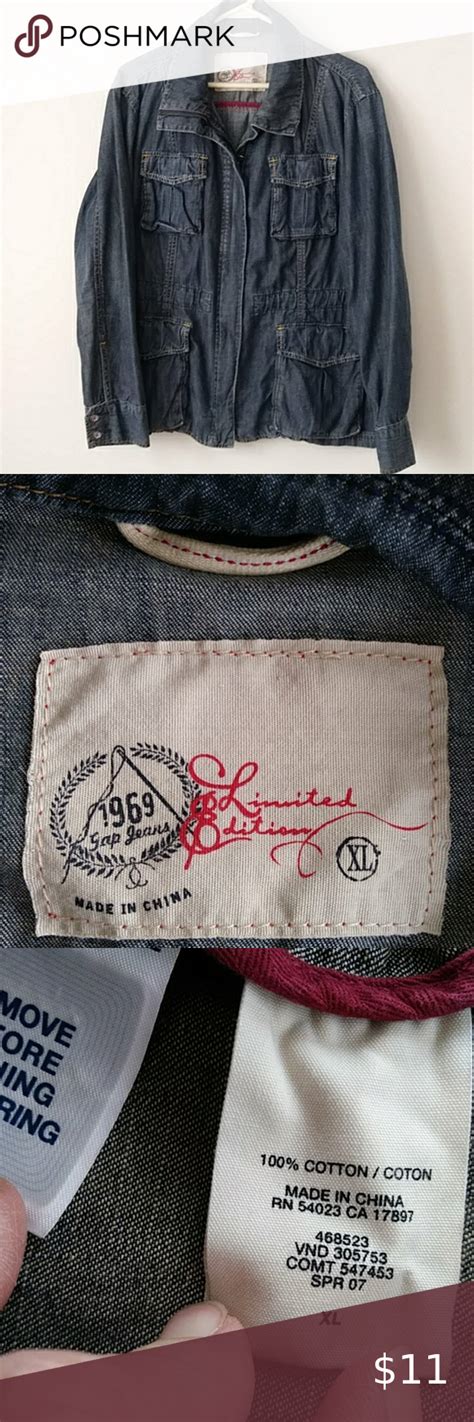 POSHMARK
1969
Gap Jeans
Limited
Edition
XL
MADE IN CHINA
MOVE
FORE
ING
RING
100% COTTON / COTON
MADE IN CHINA
RN 54023 CA 17897
468523
VND 305753
COMT 547453
SPR 07
XL
$11